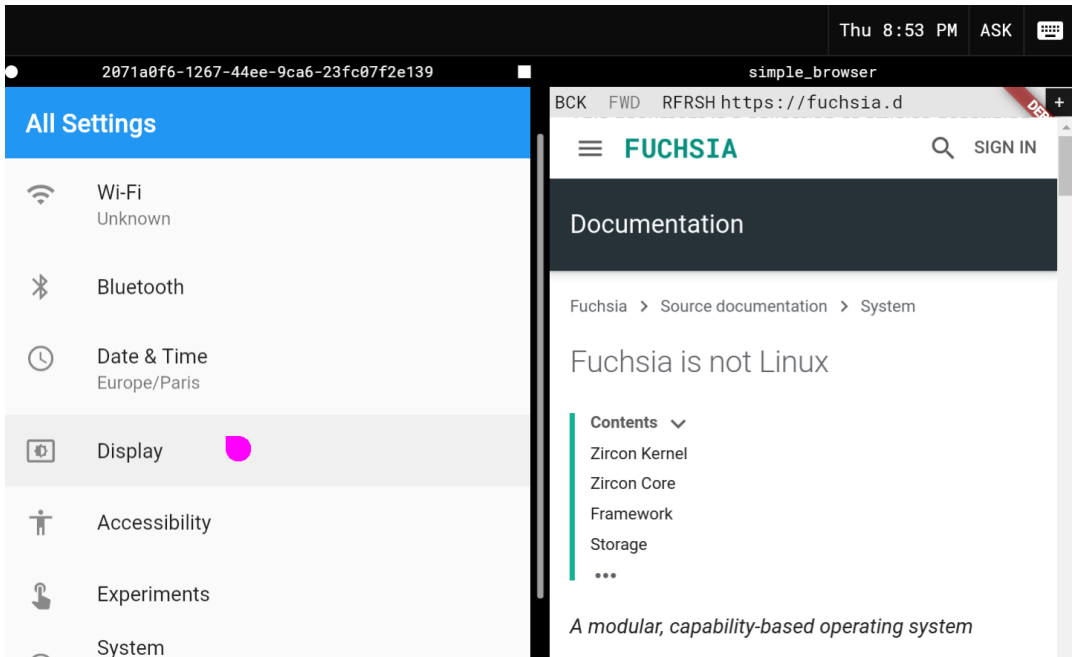 Thu 8:53 PM ASK
2071a0f6-1267-44ee-9ca6-23fc07f2e139
All Settings
Wi-Fi
Unknown
Bluetooth
Date & Time
Europe/Paris
Display
Accessibility
Experiments
System
simple_browser
BCK FWD RFRSH https://fuchsia.d
+
FUCHSIA
SIGN IN
Documentation
Fuchsia > Source documentation > System
Fuchsia is not Linux
Contents
Zircon Kernel
Zircon Core
Framework
Storage
•••
A modular, capability-based operating system